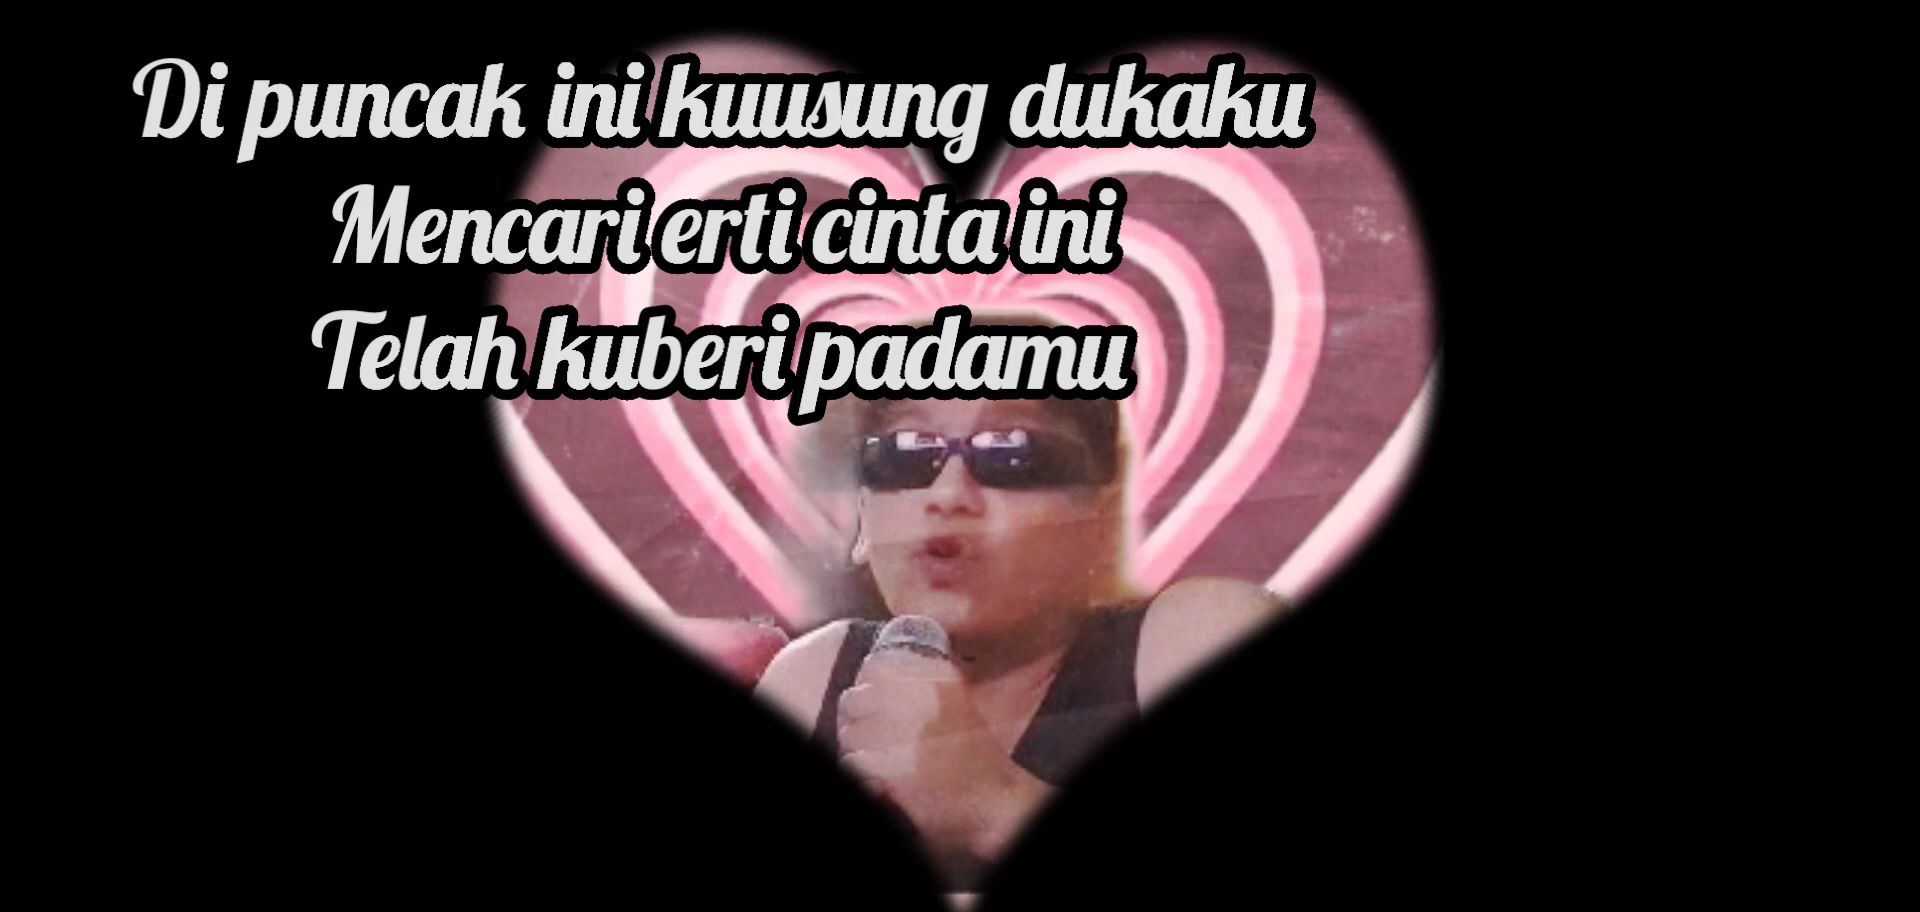 Di puncak ini kuusung dukaku
Mencari erti cinta ini
Telah kuberi padamu